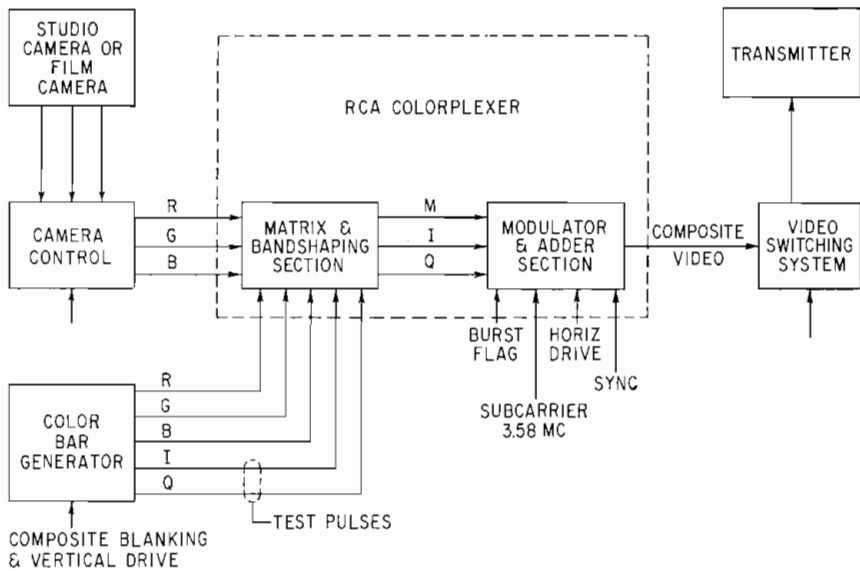 STUDIO
CAMERA OR
FILM
CAMERA
TRANSMITTER
RCA COLORPLEXER
CAMERA
CONTROL
R
G
B
MATRIX &
BANDSHAPING
SECTION
M
I
Q
MODULATOR
& ADDER
SECTION
COMPOSITE
VIDEO
VIDEO
SWITCHING
SYSTEM
BURST
FLAG
HORIZ
DRIVE
SYNC
SUBCARRIER
3.58 MC
COLOR
BAR
GENERATOR
R
G
B
I
Q
TEST PULSES
COMPOSITE BLANKING
& VERTICAL DRIVE